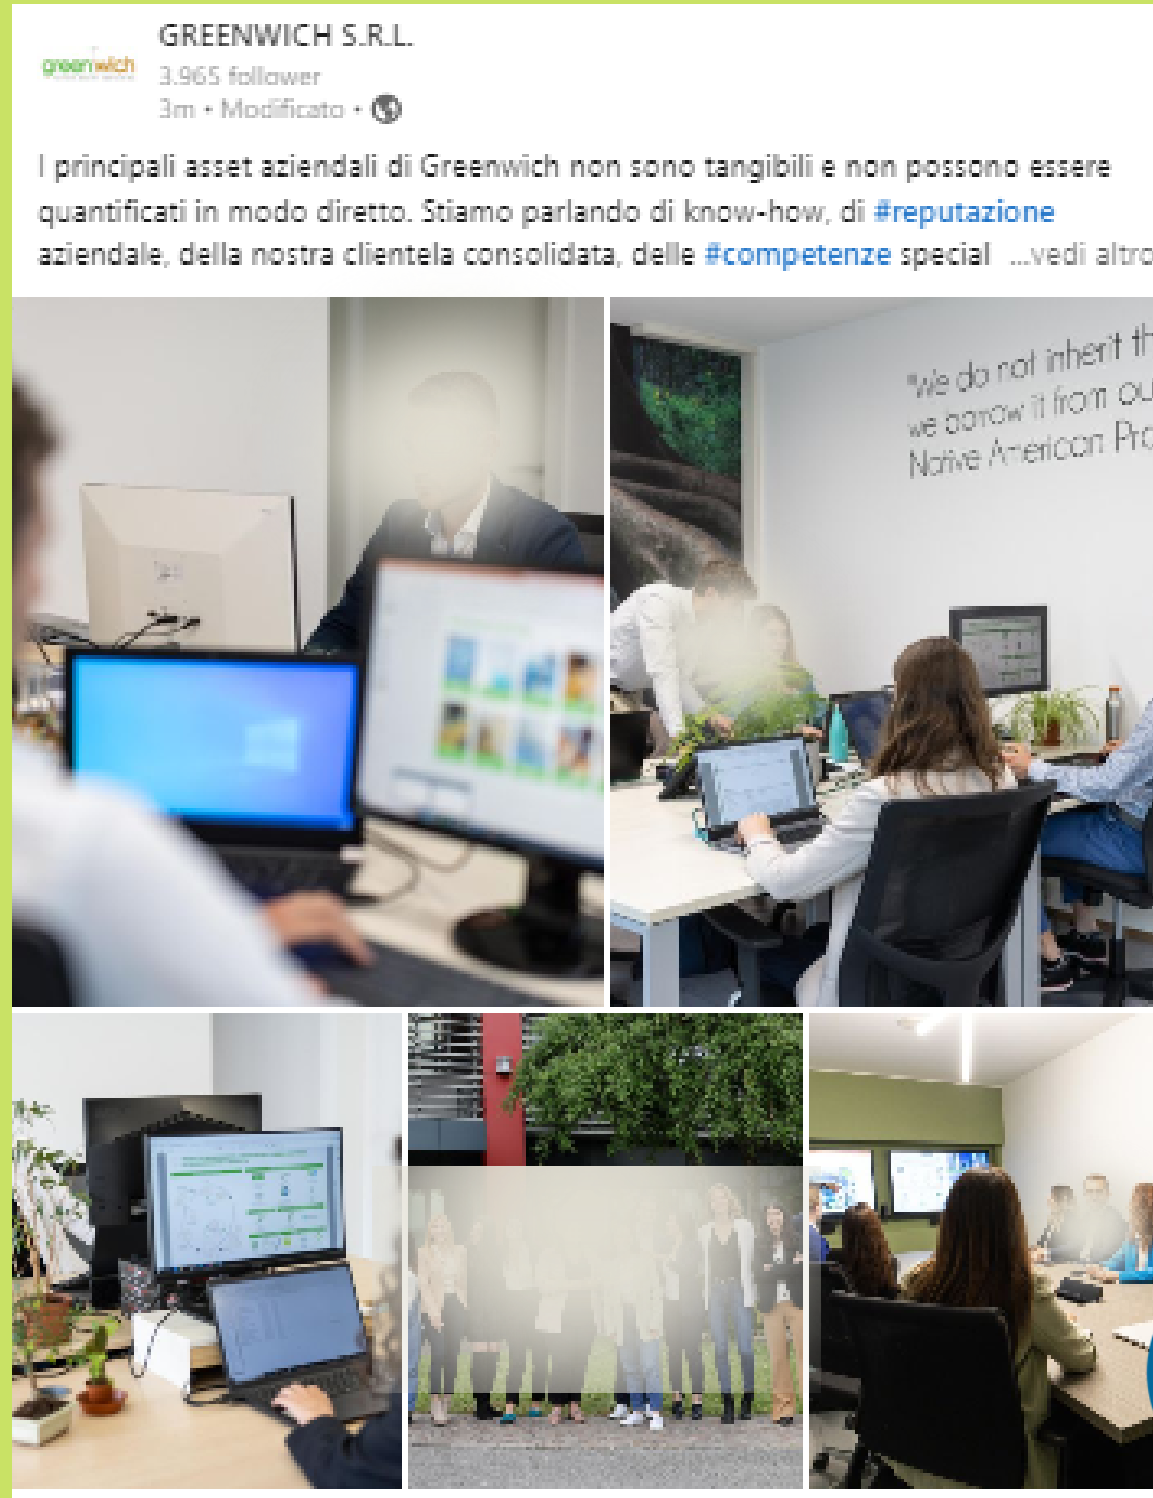 greenwich
GREENWICH S.R.L.
3.965 follower
3m • Modificato •
I principali asset aziendali di Greenwich non sono tangibili e non possono essere
quantificati in modo diretto. Stiamo parlando di know-how, di #reputazione
aziendale, della nostra clientela consolidata, delle #competenze special ...vedi altro
"We do not inherit th
we borrow it from ou
Native American Pro